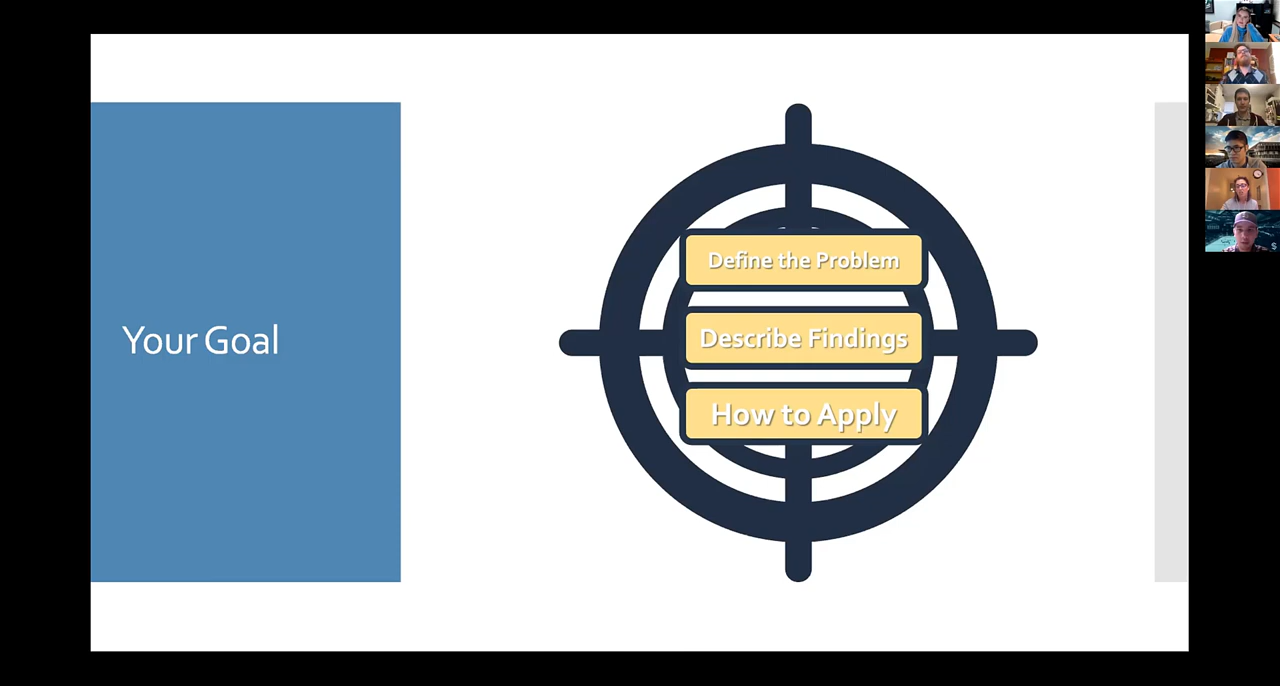 Your Goal
Define the Problem
Describe Findings
How to Apply